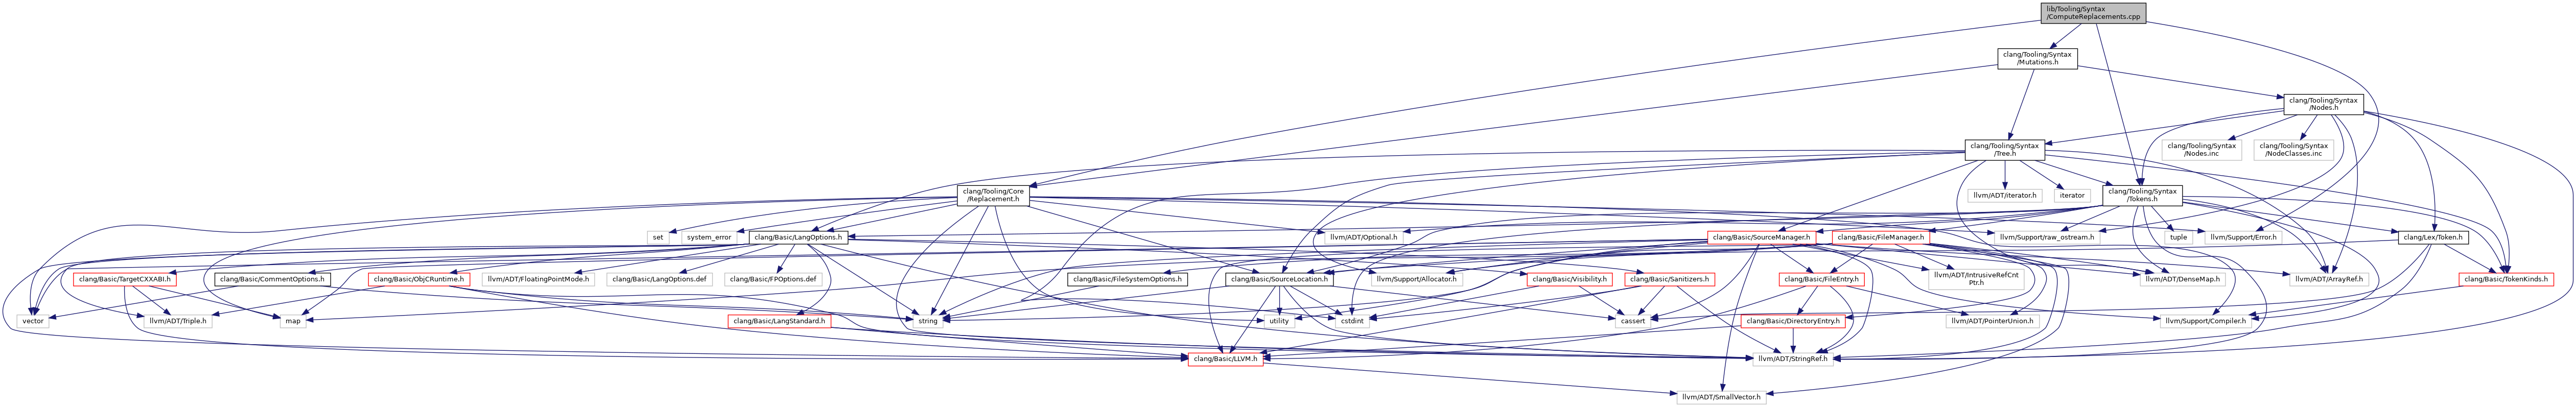 lib/Tooling/Syntax
/ComputeReplacements.cpp
clang/Tooling/Syntax
/Mutations.h
clang/Tooling/Syntax
/Nodes.h
clang/Tooling/Syntax
/Tree.h
clang/Tooling/Syntax
/Nodes.inc
clang/Tooling/Syntax
/NodeClasses.inc
clang/Tooling/Core
/Replacement.h
llvm/ADT/iterator.h
iterator
clang/Tooling/Syntax
/Tokens.h
set
system_error
clang/Basic/LangOptions.h
llvm/ADT/Optional.h
clang/Basic/SourceManager.h
clang/Basic/FileManager.h
llvm/Support/raw_ostream.h
tuple
llvm/Support/Error.h
clang/Lex/Token.h
clang/Basic/TargetCXXABI.h
clang/Basic/CommentOptions.h
clang/Basic/ObjCRuntime.h
llvm/ADT/FloatingPointMode.h
clang/Basic/LangOptions.def
clang/Basic/FPOptions.def
clang/Basic/FileSystemOptions.h
clang/Basic/SourceLocation.h
llvm/Support/Allocator.h
clang/Basic/Visibility.h
clang/Basic/Sanitizers.h
clang/Basic/FileEntry.h
llvm/ADT/IntrusiveRefCnt
Ptr.h
llvm/ADT/DenseMap.h
llvm/ADT/ArrayRef.h
clang/Basic/TokenKinds.h
vector
llvm/ADT/Triple.h
map
clang/Basic/LangStandard.h
string
utility
cstdint
cassert
clang/Basic/DirectoryEntry.h
llvm/ADT/PointerUnion.h
llvm/Support/Compiler.h
clang/Basic/LLVM.h
llvm/ADT/StringRef.h
llvm/ADT/SmallVector.h